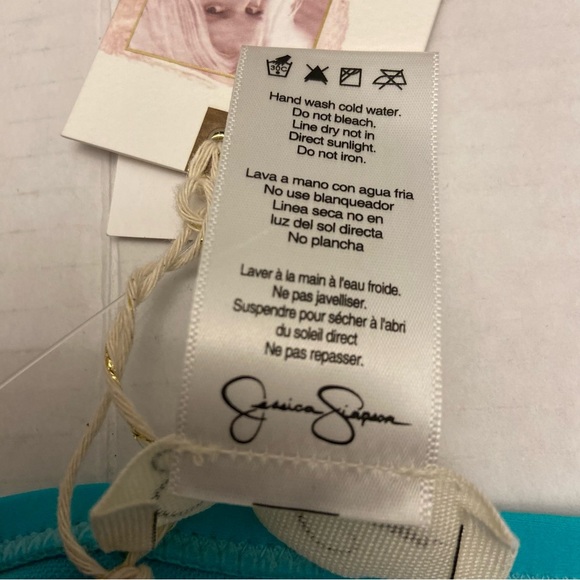 30C
Hand wash cold water.
Do not bleach.
Line dry not in
Direct sunlight.
Do not iron.
Lava a mano con agua fria
No use blanqueador
Linea seca no en
luz del sol directa
No plancha
Laver à la main à l'eau froide.
Ne pas javelliser.
Suspendre pour sécher à l'abri
du soleil direct
Ne pas repasser.
Jessica Simpson